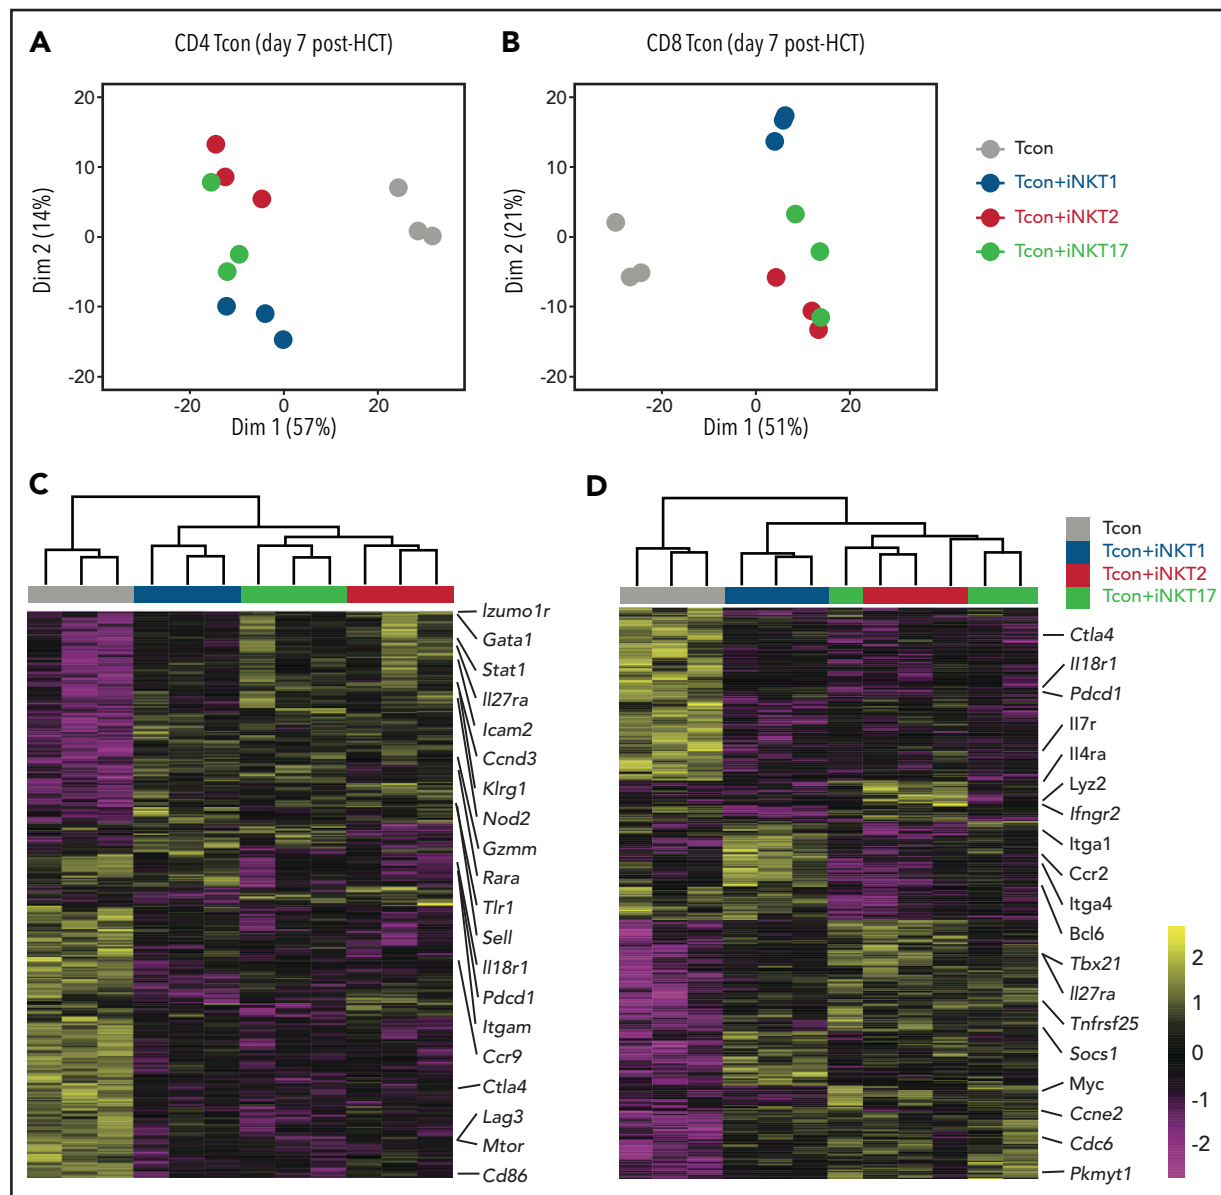 A
CD4 Tcon (day 7 post-HCT)
20
10
0
-10
-20
Dim 2 (14%)
-20
0
20
Dim 1 (57%)
B
CD8 Tcon (day 7 post-HCT)
20
10
0
-10
-20
Dim 2 (21%)
-20
0
20
Dim 1 (51%)
Tcon
Tcon+iNKT1
Tcon+iNKT2
Tcon+iNKT17
C
Izumo1r
Gata1
Stat1
Il27ra
Icam2
Ccnd3
Klrg1
Nod2
Gzmm
Rara
Tlr1
Sell
Il18r1
Pdcd1
Itgam
Ccr9
Ctla4
Lag3
Mtor
Cd86
D
Tcon
Tcon+iNKT1
Tcon+iNKT2
Tcon+iNKT17
Ctla4
Il18r1
Pdcd1
Il7r
Il4ra
Lyz2
Ifngr2
Itga1
Ccr2
Itga4
Bcl6
Tbx21
Il27ra
Tnfrsf25
Socs1
Myc
Ccne2
Cdc6
Pkmyt1
2
1
0
-1
-2